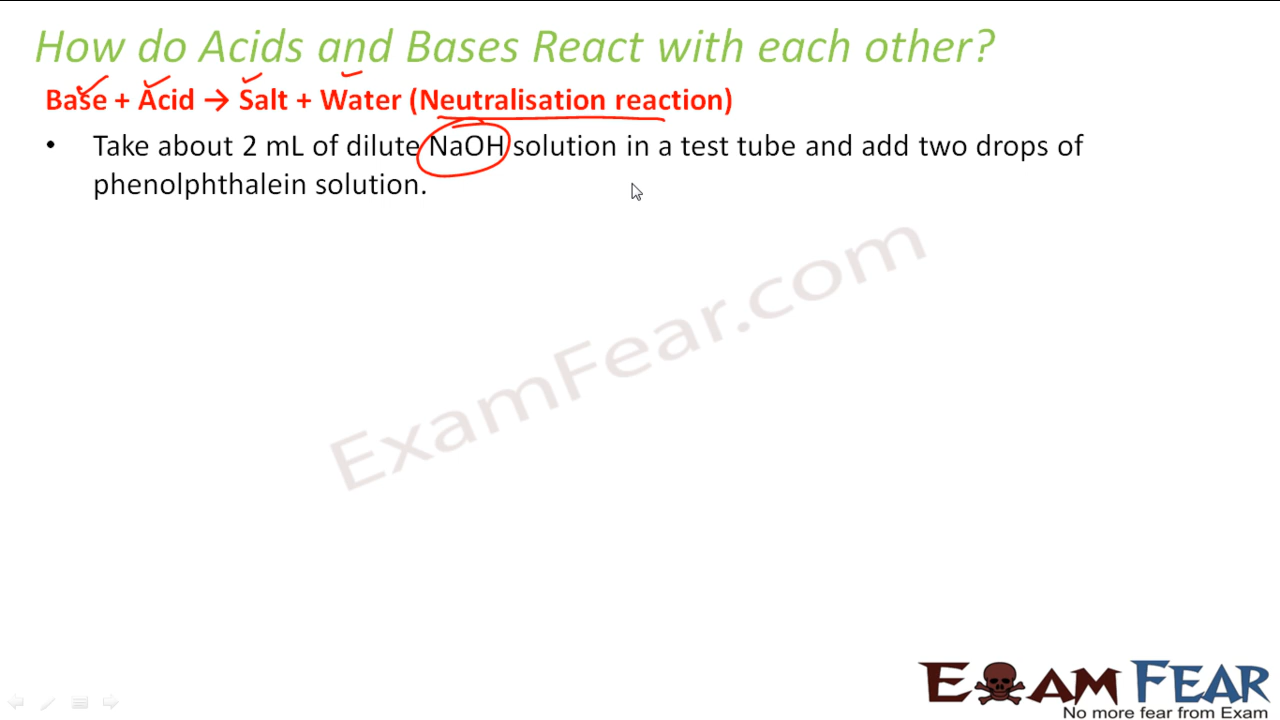 How do Acids and Bases React with each other?
Base + Acid → Salt + Water (Neutralisation reaction)
• Take about 2 mL of dilute NaOH solution in a test tube and add two drops of
phenolphthalein solution.
ExamFear.com
EXAM FEAR
No more fear from Exam